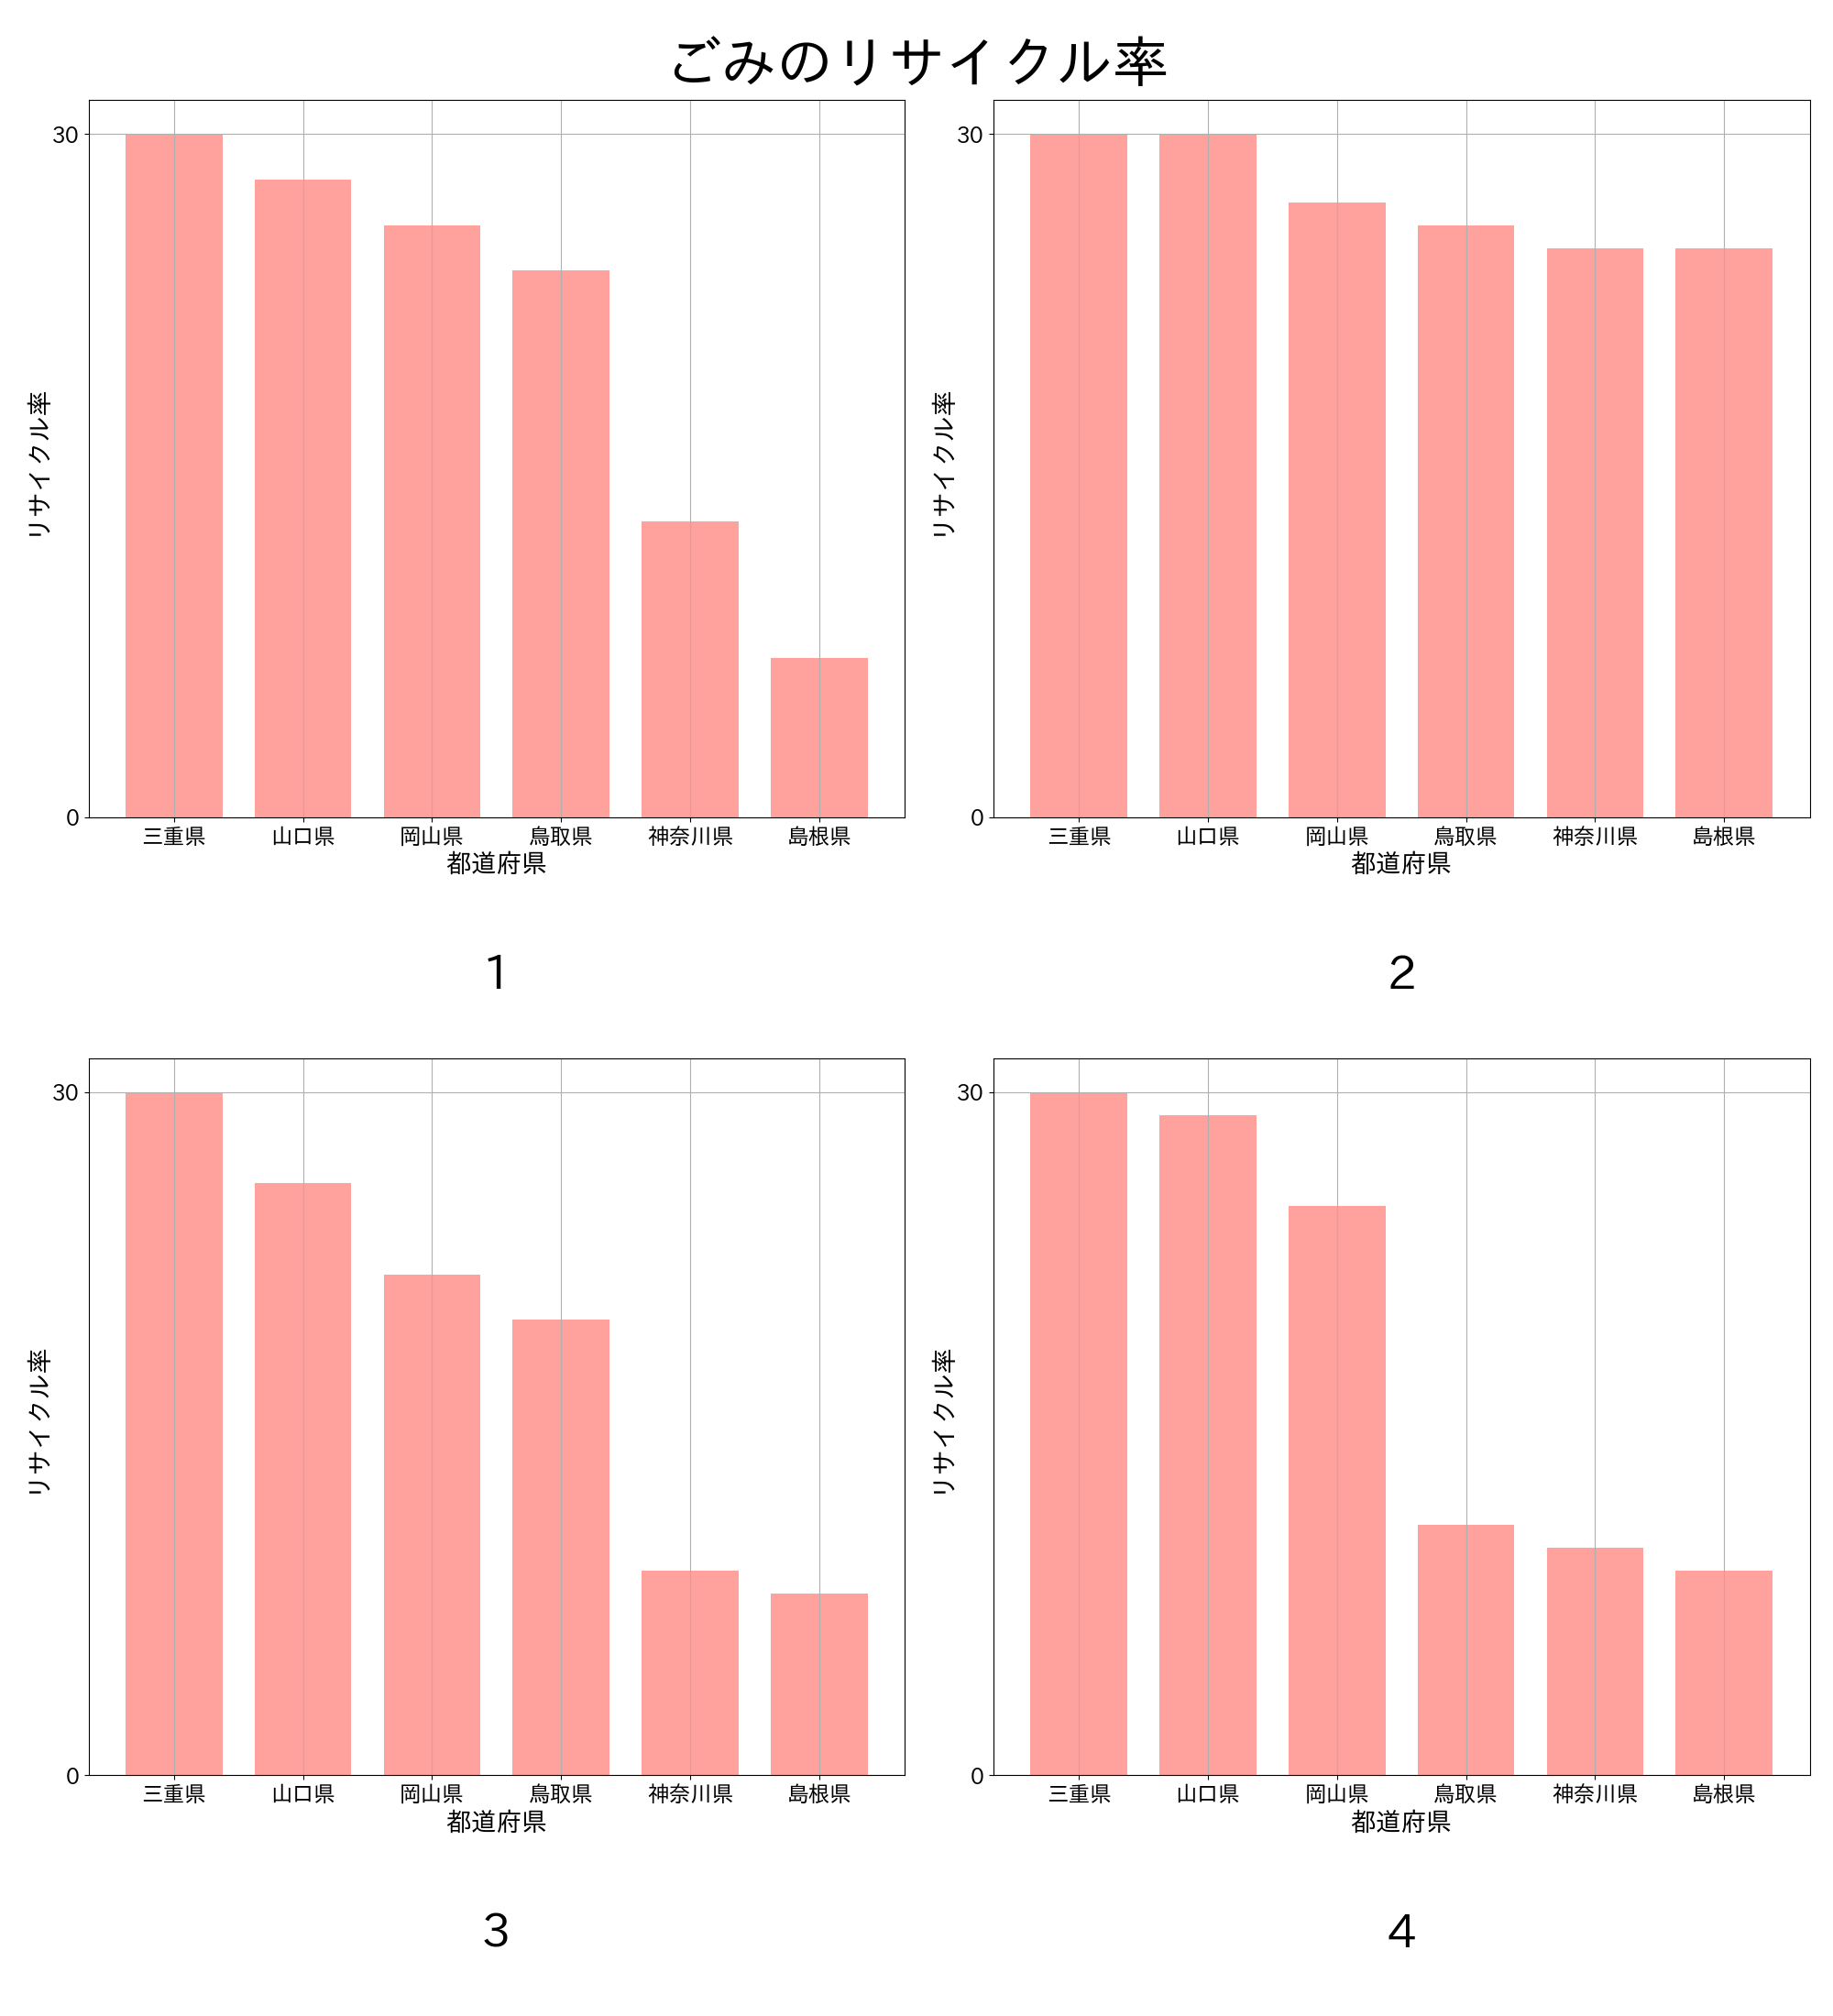 ごみのリサイクル率
30
0
リサイクル率
三重県 山口県 岡山県 鳥取県 神奈川県 島根県
都道府県
1
30
0
リサイクル率
三重県 山口県 岡山県 鳥取県 神奈川県 島根県
都道府県
2
30
0
リサイクル率
三重県 山口県 岡山県 鳥取県 神奈川県 島根県
都道府県
3
30
0
リサイクル率
三重県 山口県 岡山県 鳥取県 神奈川県 島根県
都道府県
4